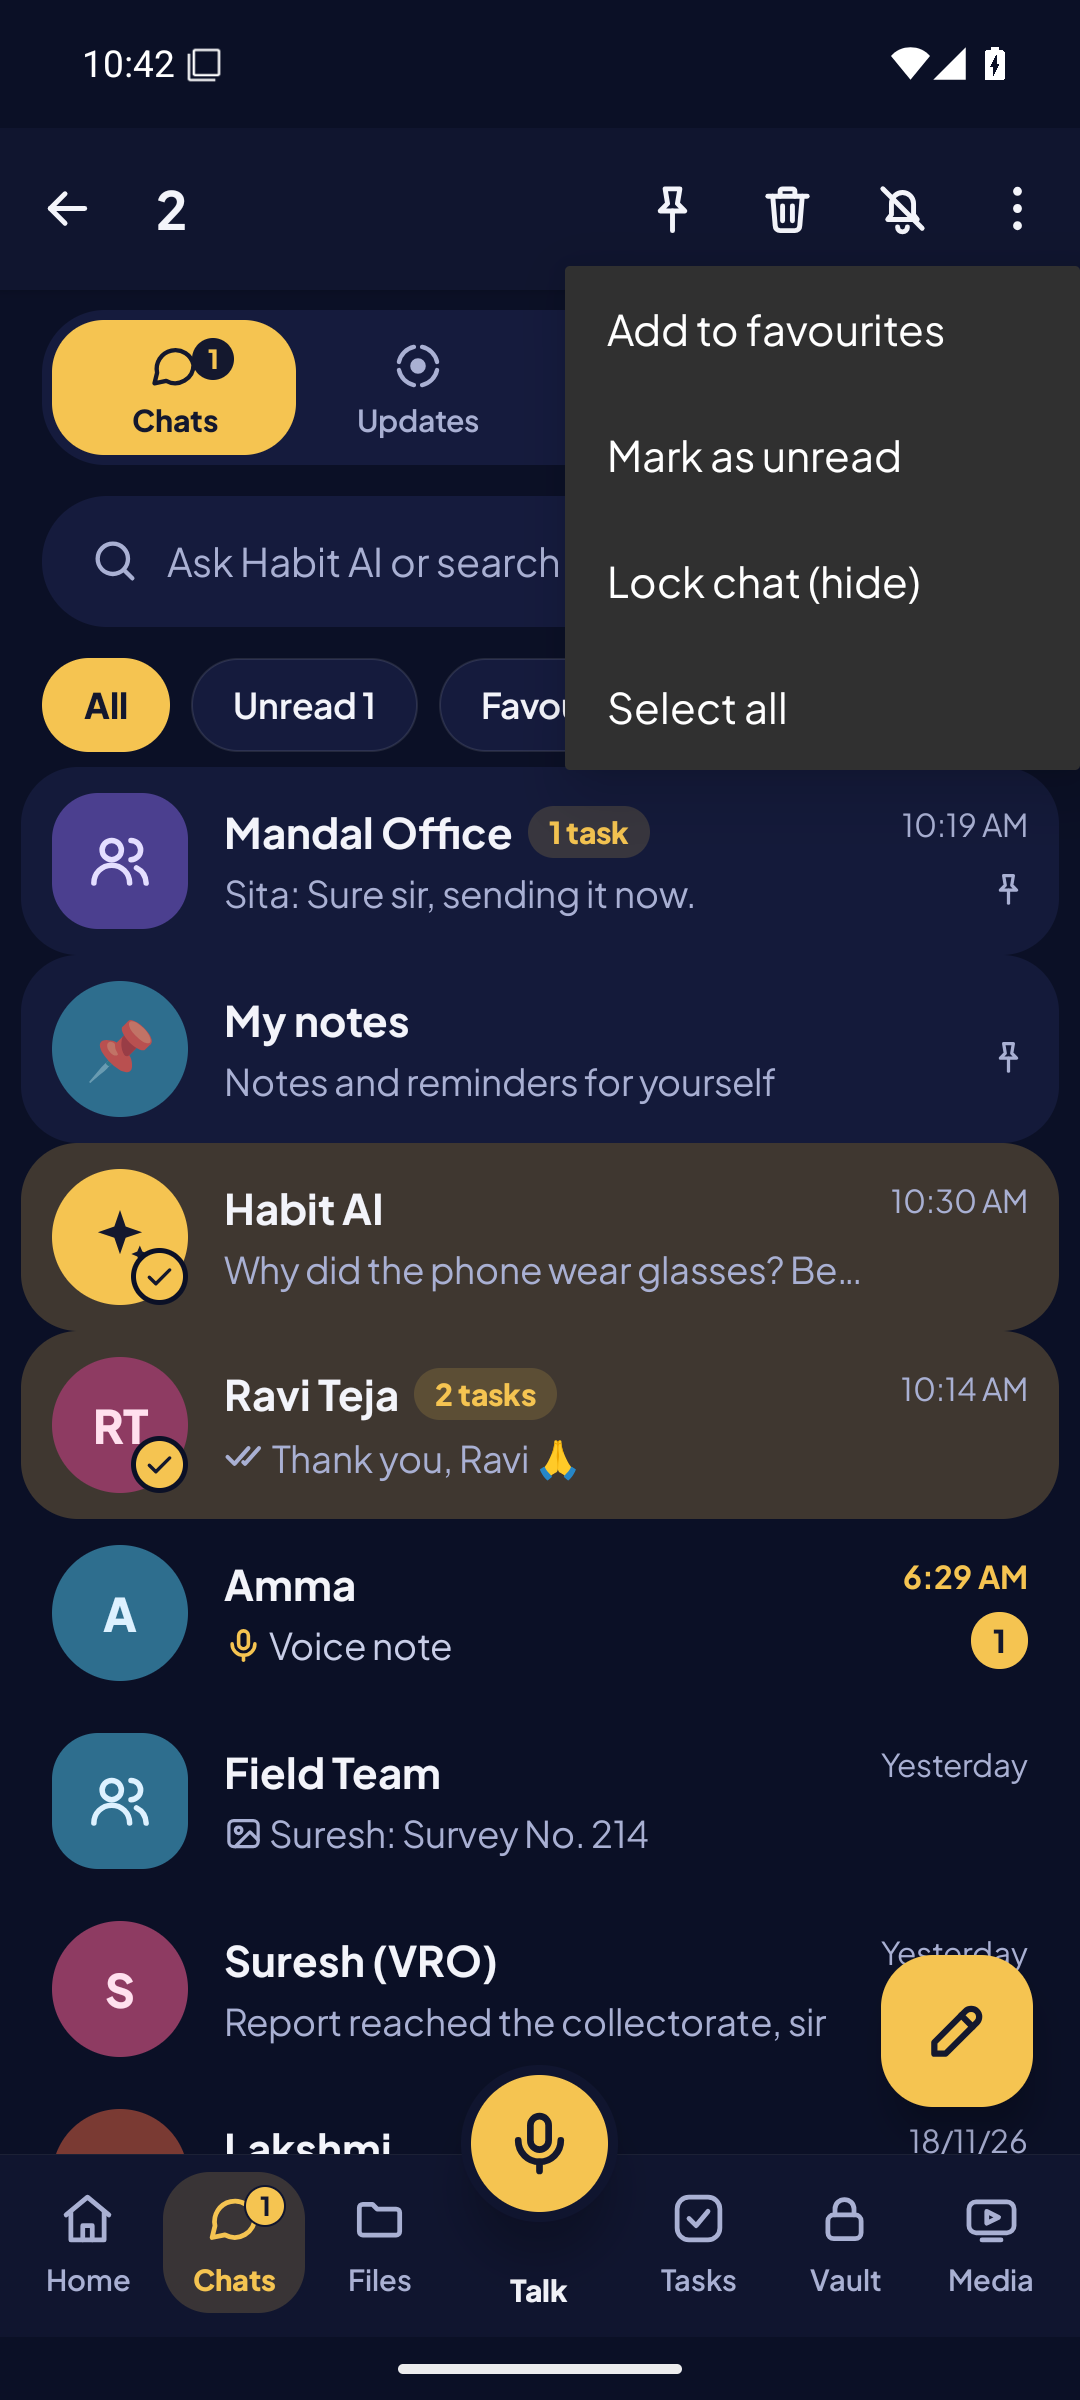 10:42
2
Add to favourites
Mark as unread
Lock chat (hide)
Select all
1
Chats
Updates
Ask Habit AI or search
All
Unread 1
Mandal Office
1 task
10:19 AM
Sita: Sure sir, sending it now.
My notes
Notes and reminders for yourself
Habit AI
10:30 AM
Why did the phone wear glasses? Be...
RT
Ravi Teja
2 tasks
10:14 AM
Thank you, Ravi 🙏
A
Amma
6:29 AM
Voice note
1
Field Team
Yesterday
Suresh: Survey No. 214
S
Suresh (VRO)
Yesterday
Report reached the collectorate, sir
Lakshmi
18/11/26
Home
1
Chats
Files
Talk
Tasks
Vault
Media